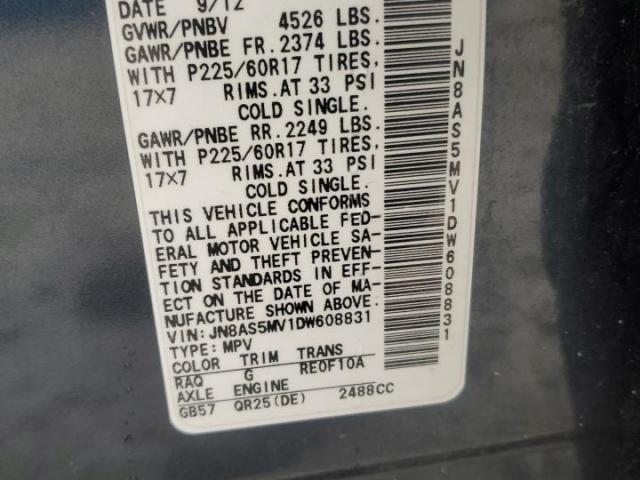 DATE 9/12
GVWR/PNBV 4526 LBS.
GAWR/PNBE FR. 2374 LBS.
WITH P225/60R17 TIRES,
17×7 RIMS. AT 33 PSI
COLD SINGLE.
GAWR/PNBE RR. 2249 LBS.
WITH P225/60R17 TIRES,
17×7 RIMS. AT 33 PSI
COLD SINGLE.
THIS VEHICLE CONFORMS
TO ALL APPLICABLE FED-
ERAL MOTOR VEHICLE SA-
FETY AND THEFT PREVEN-
TION STANDARDS IN EFF-
ECT ON THE DATE OF MA-
NUFACTURE SHOWN ABOVE.
VIN: JN8AS5MV1DW608831
TYPE: MPV
COLOR TRIM TRANS
RAQ G RE0F10A
AXLE ENGINE
GB57 QR25(DE) 2488CC
JN8AS5MV1DW608831